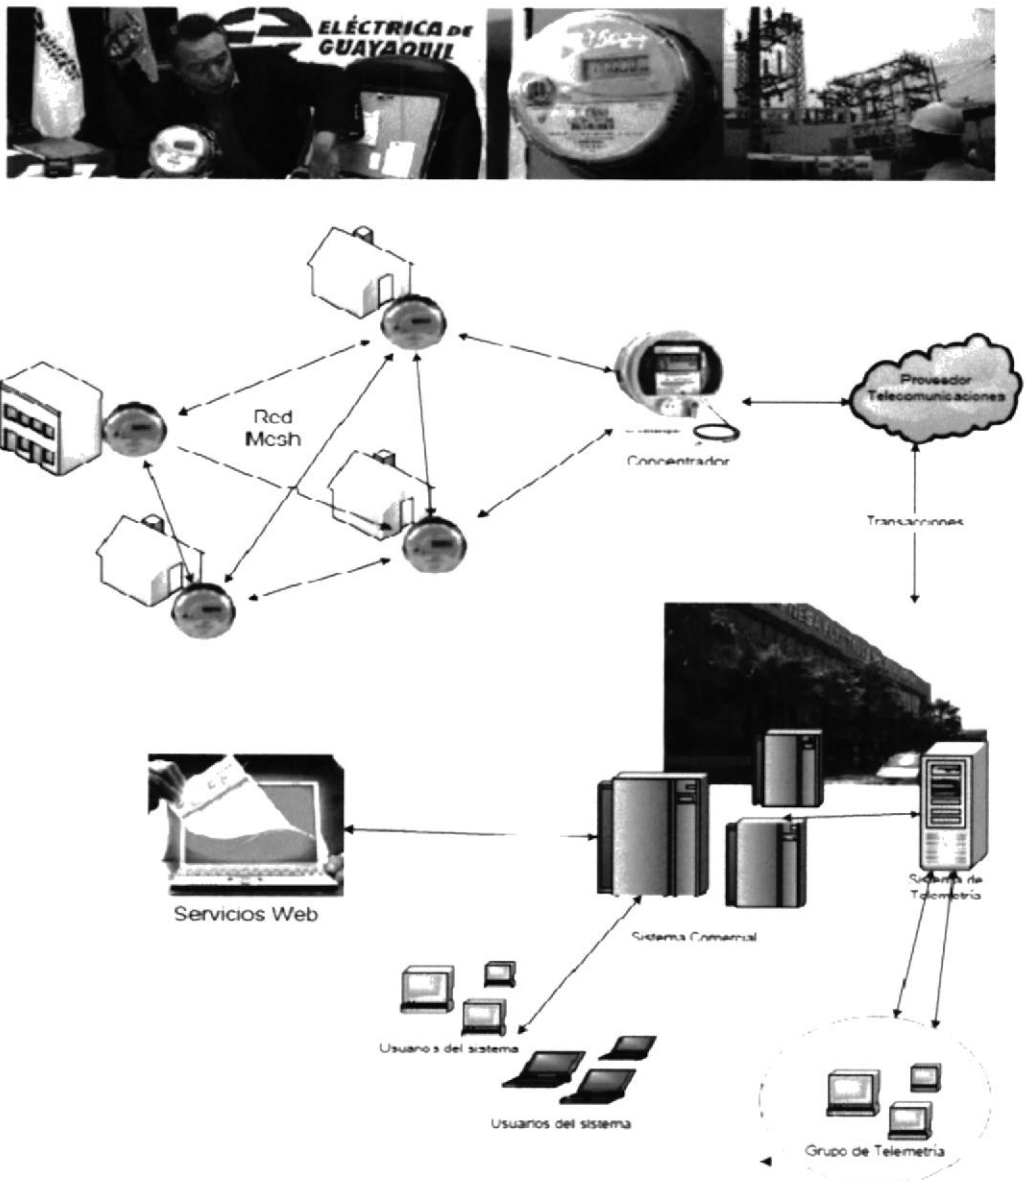 ELÉCTRICA DE
GUAYAQUIL
Red
Mesh
Concentrador
Proveedor
Telecomunicaciones
Transacciones
Servicios Web
Sistema Comercial
Sistema de
Telemetría
Usuarios del sistema
Usuarios del sistema
Grupo de Telemetría